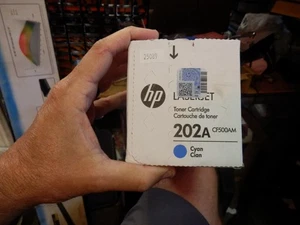 hp
LASERJET
Toner Cartridge
Cartouche de toner
202A CF500AM
Cyan
Cian